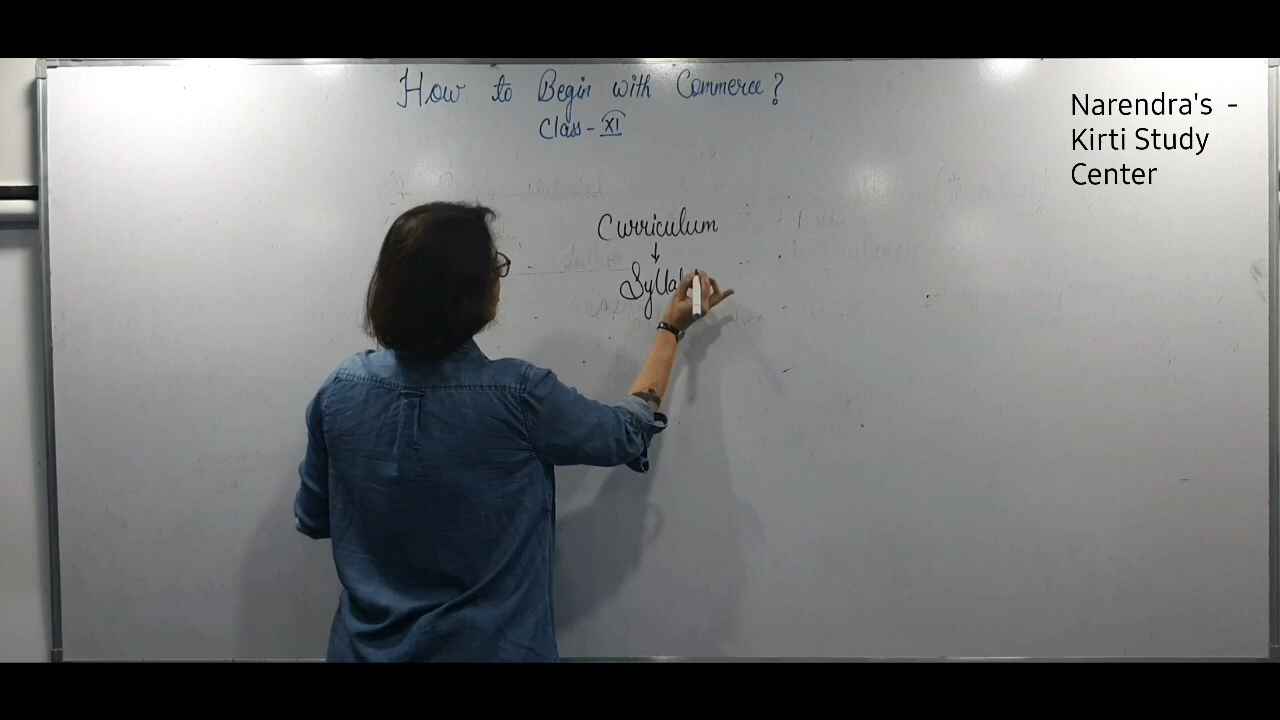 How to Begin with Commerce?
Class - XI
Narendra's -
Kirti Study
Center
Curriculum
↓